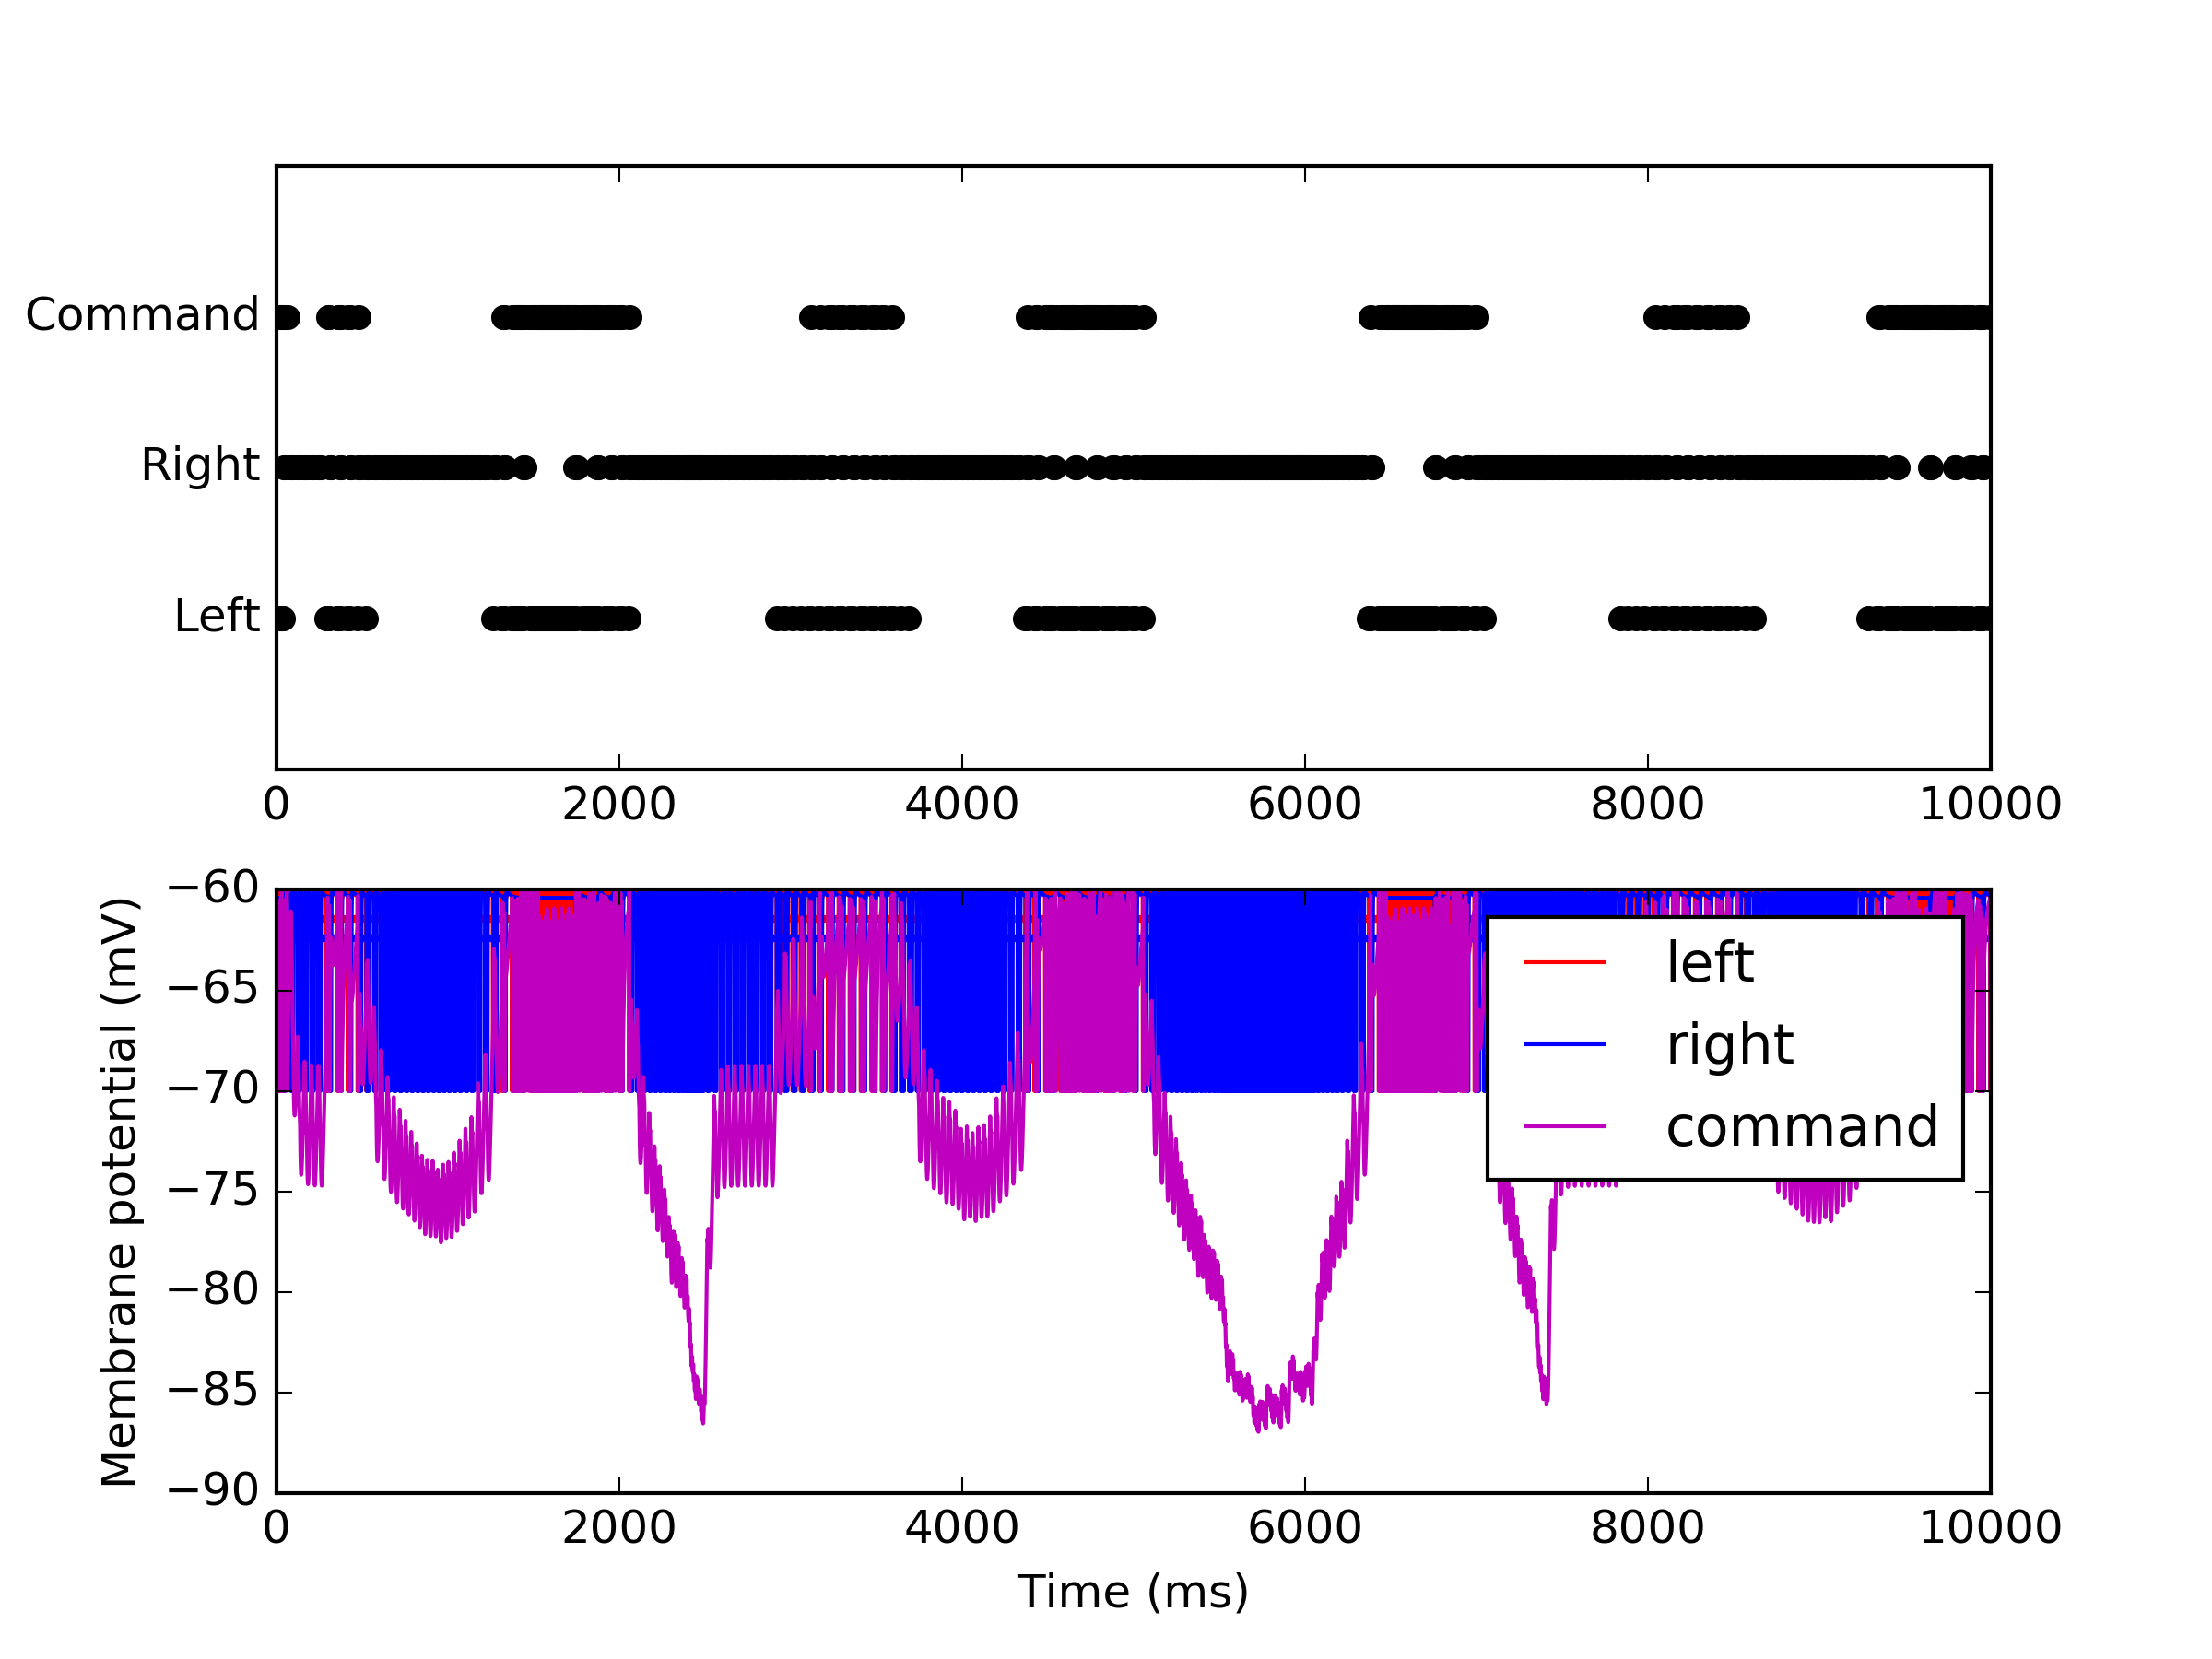 Command
Right
Left
0 2000 4000 6000 8000 10000
−60
−65
−70
−75
−80
−85
−90
Membrane potential (mV)
left
right
command
0 2000 4000 6000 8000 10000
Time (ms)